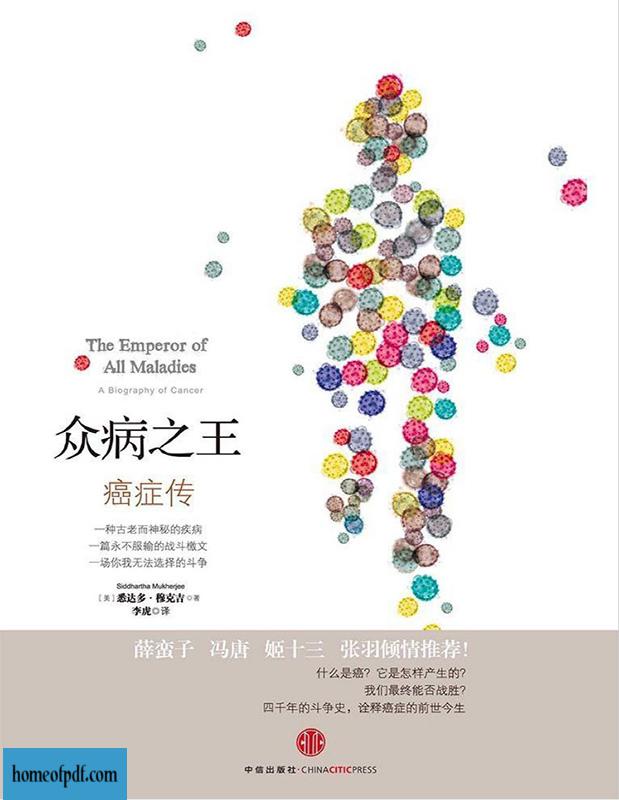 The Emperor of
All Maladies
A Biography of Cancer
众病之王
癌症传
一种古老而神秘的疾病
一篇永不服输的战斗檄文
一场你我无法选择的斗争
Siddhartha Mukherjee
[美]悉达多·穆克吉◎著
李虎◎译
薛蛮子 冯唐 姬十三 张羽倾情推荐!
什么是癌?它是怎样产生的?
我们最终能否战胜?
四千年的斗争史,诠释癌症的前世今生
中信出版社·CHINACITICPRESS
homeofpdf.com